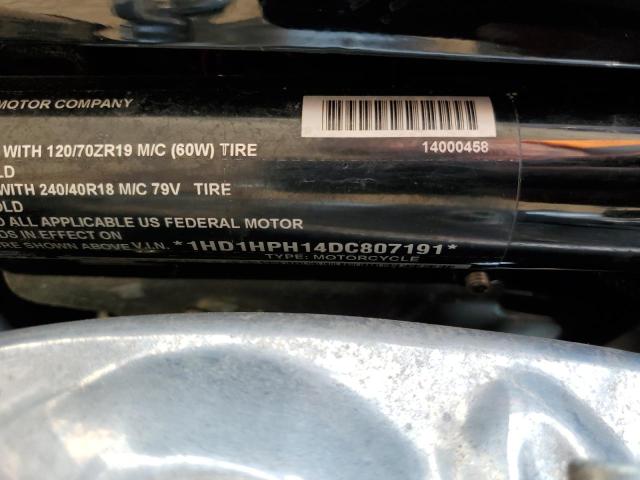 MOTOR COMPANY
WITH 120/70ZR19 M/C (60W) TIRE
LD
WITH 240/40R18 M/C 79V TIRE
OLD
D ALL APPLICABLE US FEDERAL MOTOR
DS IN EFFECT ON
RE SHOWN ABOVE V.I.N. *1HD1HPH14DC807191*
TYPE: MOTORCYCLE
14000458